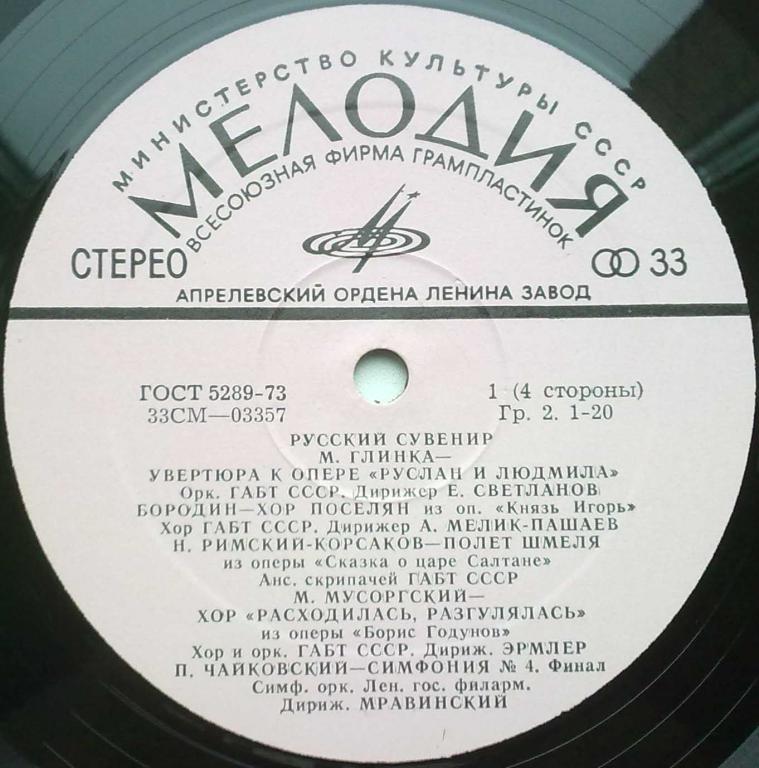 МИНИСТЕРСТВО КУЛЬТУРЫ СССР
МЕЛОДИЯ
ВСЕСОЮЗНАЯ ФИРМА ГРАМПЛАСТИНОК
СТЕРЕО 33
АПРЕЛЕВСКИЙ ОРДЕНА ЛЕНИНА ЗАВОД
ГОСТ 5289-73 1 (4 стороны)
33СМ—03357 Гр. 2. 1-20
РУССКИЙ СУВЕНИР
М. ГЛИНКА—
УВЕРТЮРА К ОПЕРЕ «РУСЛАН И ЛЮДМИЛА»
Орк. ГАБТ СССР. Дирижер Е. СВЕТЛАНОВ
БОРОДИН—ХОР ПОСЕЛЯН из оп. «Князь Игорь»
Хор ГАБТ СССР. Дирижер А. МЕЛИК-ПАШАЕВ
Н. РИМСКИЙ-КОРСАКОВ—ПОЛЕТ ШМЕЛЯ
из оперы «Сказка о царе Салтане»
Анс. скрипачей ГАБТ СССР
М. МУСОРГСКИЙ—
ХОР «РАСХОДИЛАСЬ, РАЗГУЛЯЛАСЬ»
из оперы «Борис Годунов»
Хор и орк. ГАБТ СССР. Дириж. ЭРМЛЕР
П. ЧАЙКОВСКИЙ—СИМФОНИЯ № 4. Финал
Симф. орк. Лен. гос. филарм.
Дириж. МРАВИНСКИЙ